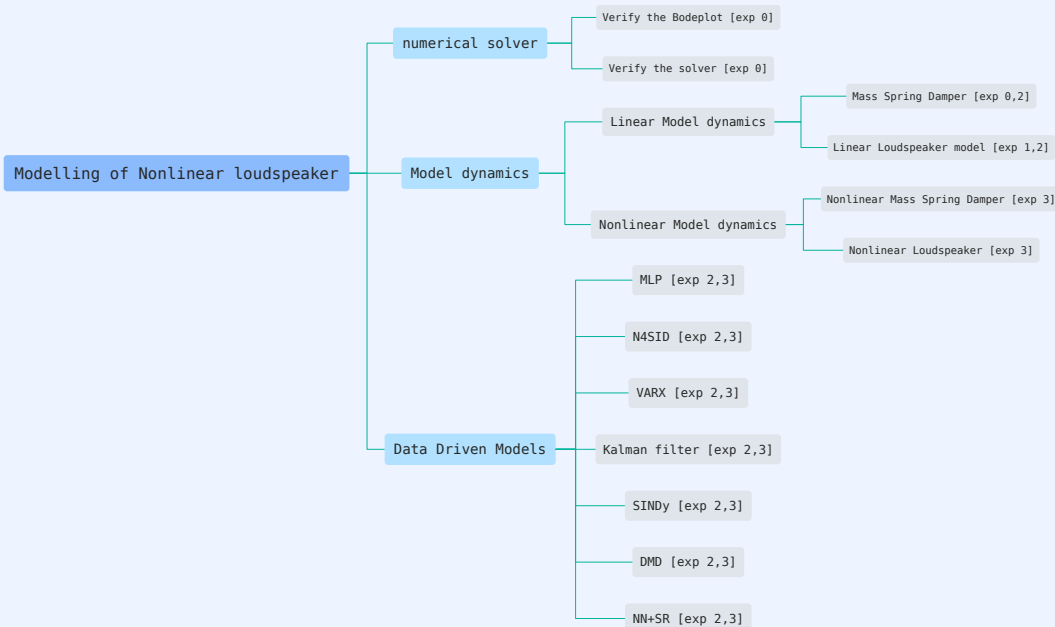 Modelling of Nonlinear loudspeaker
numerical solver
Verify the Bodeplot [exp 0]
Verify the solver [exp 0]
Model dynamics
Linear Model dynamics
Mass Spring Damper [exp 0,2]
Linear Loudspeaker model [exp 1,2]
Nonlinear Model dynamics
Nonlinear Mass Spring Damper [exp 3]
Nonlinear Loudspeaker [exp 3]
Data Driven Models
MLP [exp 2,3]
N4SID [exp 2,3]
VARX [exp 2,3]
Kalman filter [exp 2,3]
SINDy [exp 2,3]
DMD [exp 2,3]
NN+SR [exp 2,3]